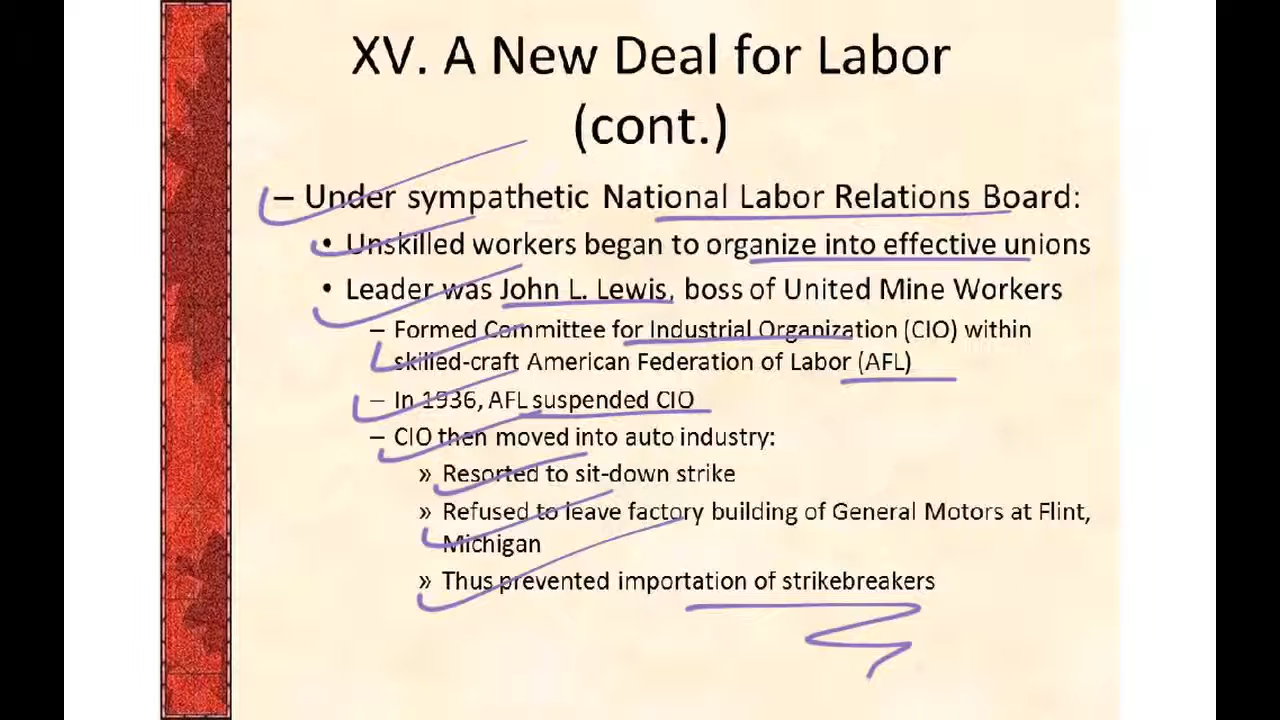 XV. A New Deal for Labor
(cont.)
– Under sympathetic National Labor Relations Board:
• Unskilled workers began to organize into effective unions
• Leader was John L. Lewis, boss of United Mine Workers
– Formed Committee for Industrial Organization (CIO) within
skilled-craft American Federation of Labor (AFL)
– In 1936, AFL suspended CIO
– CIO then moved into auto industry:
» Resorted to sit-down strike
» Refused to leave factory building of General Motors at Flint,
Michigan
» Thus prevented importation of strikebreakers